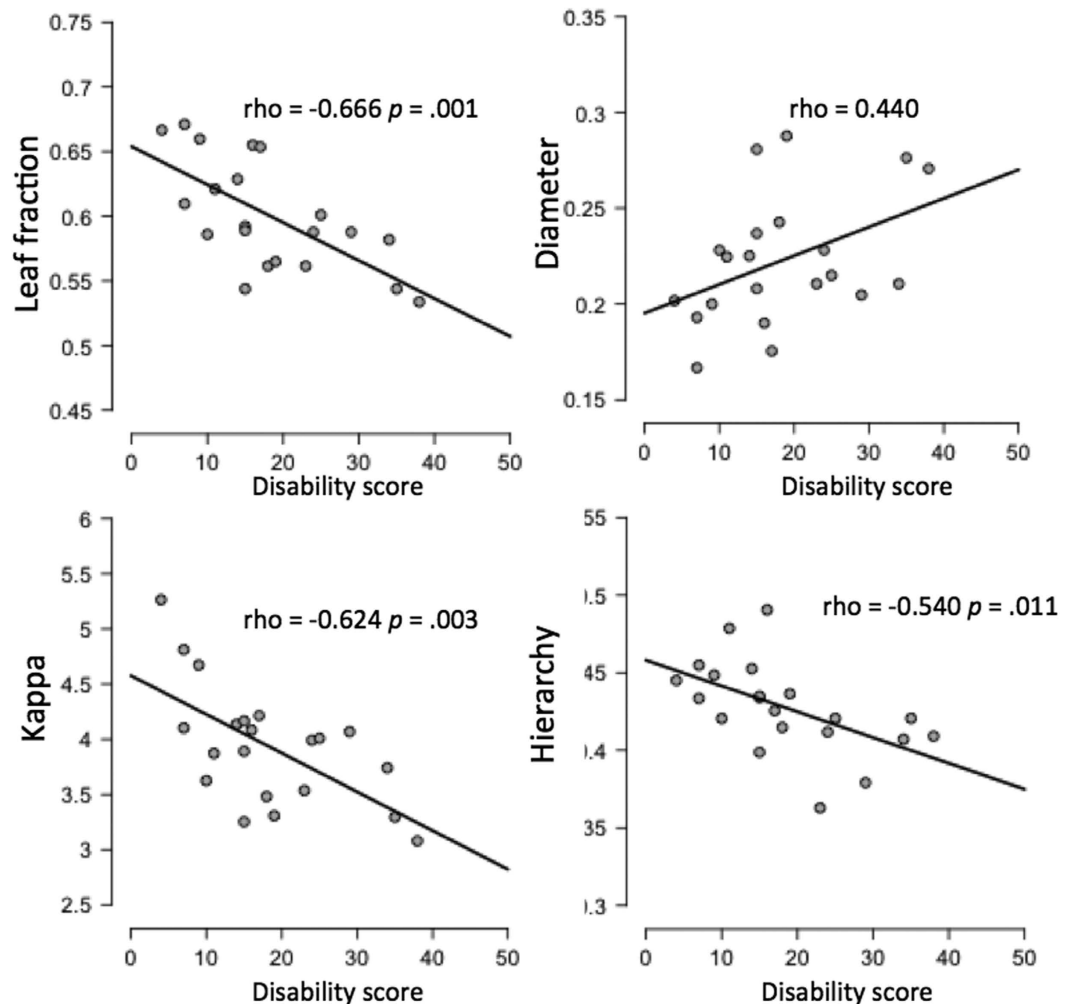 0.75
0.7
0.65
0.6
0.55
0.5
0.45
Leaf fraction
rho = -0.666 p = .001
0 10 20 30 40 50
Disability score
0.35
0.3
0.25
0.2
0.15
Diameter
rho = 0.440
0 10 20 30 40 50
Disability score
6
5.5
5
4.5
4
3.5
3
2.5
Kappa
rho = -0.624 p = .003
0 10 20 30 40 50
Disability score
55
.5
45
.4
35
.3
Hierarchy
rho = -0.540 p = .011
0 10 20 30 40 50
Disability score